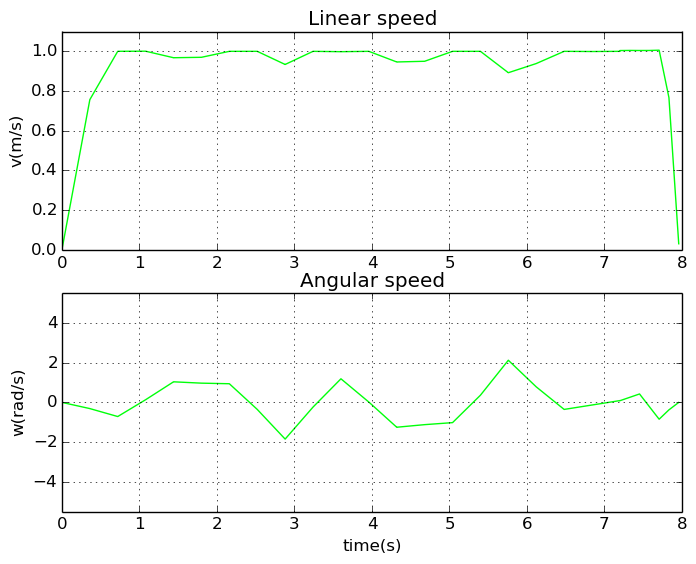 Linear speed
1.0
0.8
0.6
0.4
0.2
0.0
v(m/s)
0 1 2 3 4 5 6 7 8
Angular speed
4
2
0
−2
−4
w(rad/s)
0 1 2 3 4 5 6 7 8
time(s)